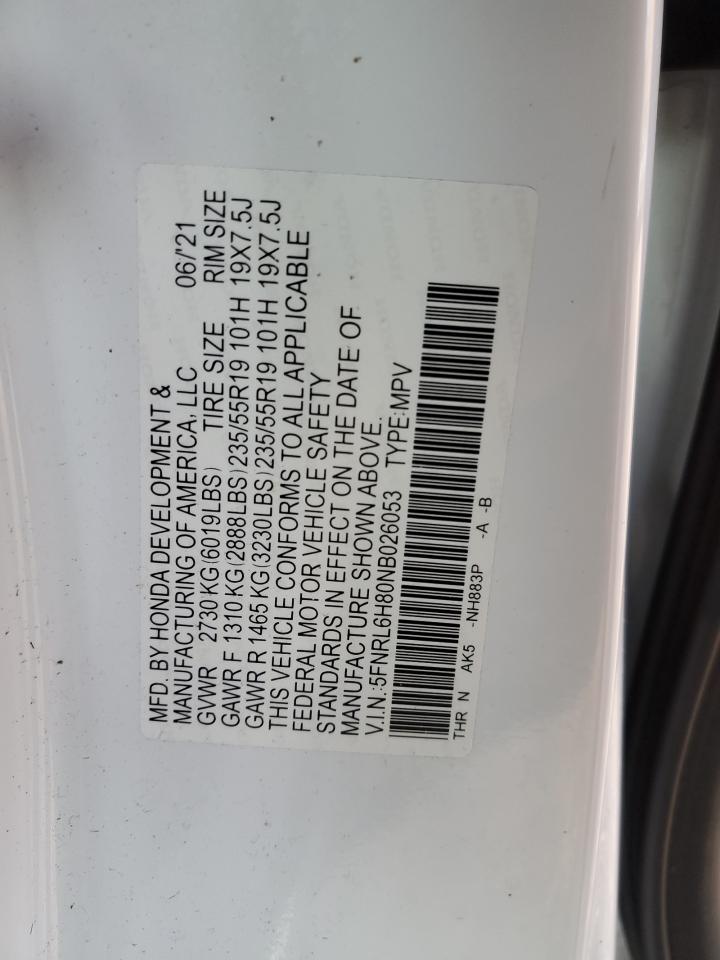 MFD. BY HONDA DEVELOPMENT &
MANUFACTURING OF AMERICA, LLC 06/'21
GVWR 2730 KG(6019LBS) TIRE SIZE RIM SIZE
GAWR F 1310 KG(2888LBS)235/55R19 101H 19X7.5J
GAWR R 1465 KG(3230LBS)235/55R19 101H 19X7.5J
THIS VEHICLE CONFORMS TO ALL APPLICABLE
FEDERAL MOTOR VEHICLE SAFETY
STANDARDS IN EFFECT ON THE DATE OF
MANUFACTURE SHOWN ABOVE.
V.I.N.:5FNRL6H80NB026053 TYPE:MPV
THR N AK5 -NH883P -A -B